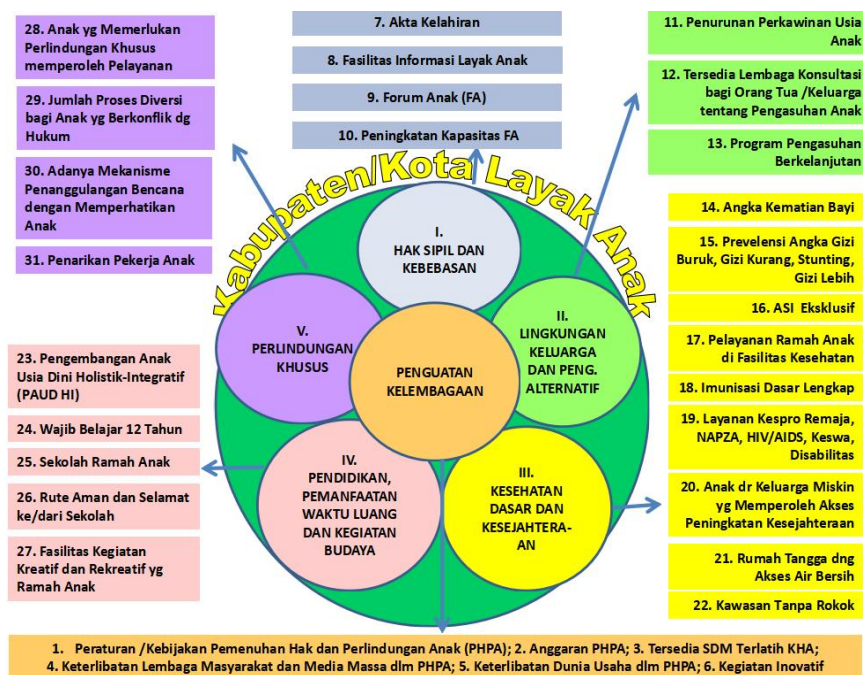 28. Anak yg Memerlukan
Perlindungan Khusus
memperoleh Pelayanan
29. Jumlah Proses Diversi
bagi Anak yg Berkonflik dg
Hukum
30. Adanya Mekanisme
Penanggulangan Bencana
dengan Memperhatikan
Anak
31. Penarikan Pekerja Anak
7. Akta Kelahiran
8. Fasilitas Informasi Layak Anak
9. Forum Anak (FA)
10. Peningkatan Kapasitas FA
11. Penurunan Perkawinan Usia
Anak
12. Tersedia Lembaga Konsultasi
bagi Orang Tua /Keluarga
tentang Pengasuhan Anak
13. Program Pengasuhan
Berkelanjutan
Kabupaten/Kota Layak Anak
I.
HAK SIPIL DAN
KEBEBASAN
II.
LINGKUNGAN
KELUARGA
DAN PENG.
ALTERNATIF
V.
PERLINDUNGAN
KHUSUS
PENGUATAN
KELEMBAGAAN
IV.
PENDIDIKAN,
PEMANFAATAN
WAKTU LUANG
DAN KEGIATAN
BUDAYA
III.
KESEHATAN
DASAR DAN
KESEJAHTERA-
AN
14. Angka Kematian Bayi
15. Prevelensi Angka Gizi
Buruk, Gizi Kurang, Stunting,
Gizi Lebih
16. ASI Eksklusif
17. Pelayanan Ramah Anak
di Fasilitas Kesehatan
18. Imunisasi Dasar Lengkap
19. Layanan Kespro Remaja,
NAPZA, HIV/AIDS, Keswa,
Disabilitas
20. Anak dr Keluarga Miskin
yg Memperoleh Akses
Peningkatan Kesejahteraan
21. Rumah Tangga dng
Akses Air Bersih
22. Kawasan Tanpa Rokok
23. Pengembangan Anak
Usia Dini Holistik-Integratif
(PAUD HI)
24. Wajib Belajar 12 Tahun
25. Sekolah Ramah Anak
26. Rute Aman dan Selamat
ke/dari Sekolah
27. Fasilitas Kegiatan
Kreatif dan Rekreatif yg
Ramah Anak
1. Peraturan /Kebijakan Pemenuhan Hak dan Perlindungan Anak (PHPA); 2. Anggaran PHPA; 3. Tersedia SDM Terlatih KHA;
4. Keterlibatan Lembaga Masyarakat dan Media Massa dlm PHPA; 5. Keterlibatan Dunia Usaha dlm PHPA; 6. Kegiatan Inovatif